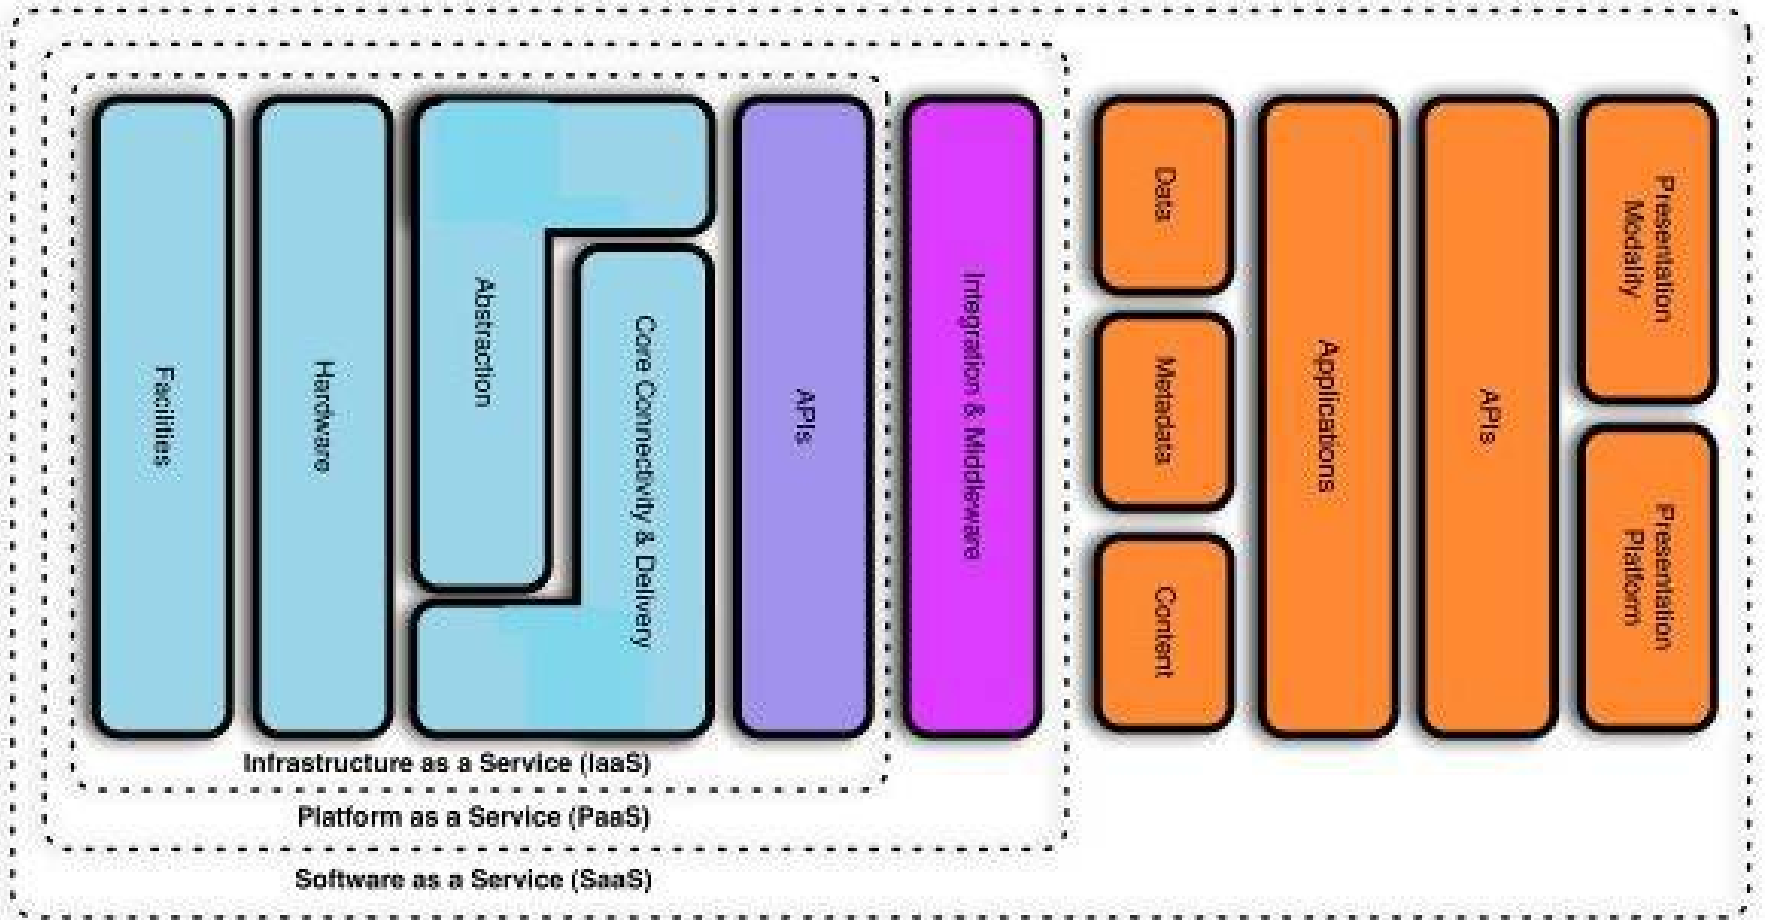 Facilities
Hardware
Abstraction
Core Connectivity & Delivery
APIs
Integration & Middleware
Data
Metadata
Content
Applications
APIs
Presentation
Modality
Presentation
Platform
Infrastructure as a Service (IaaS)
Platform as a Service (PaaS)
Software as a Service (SaaS)